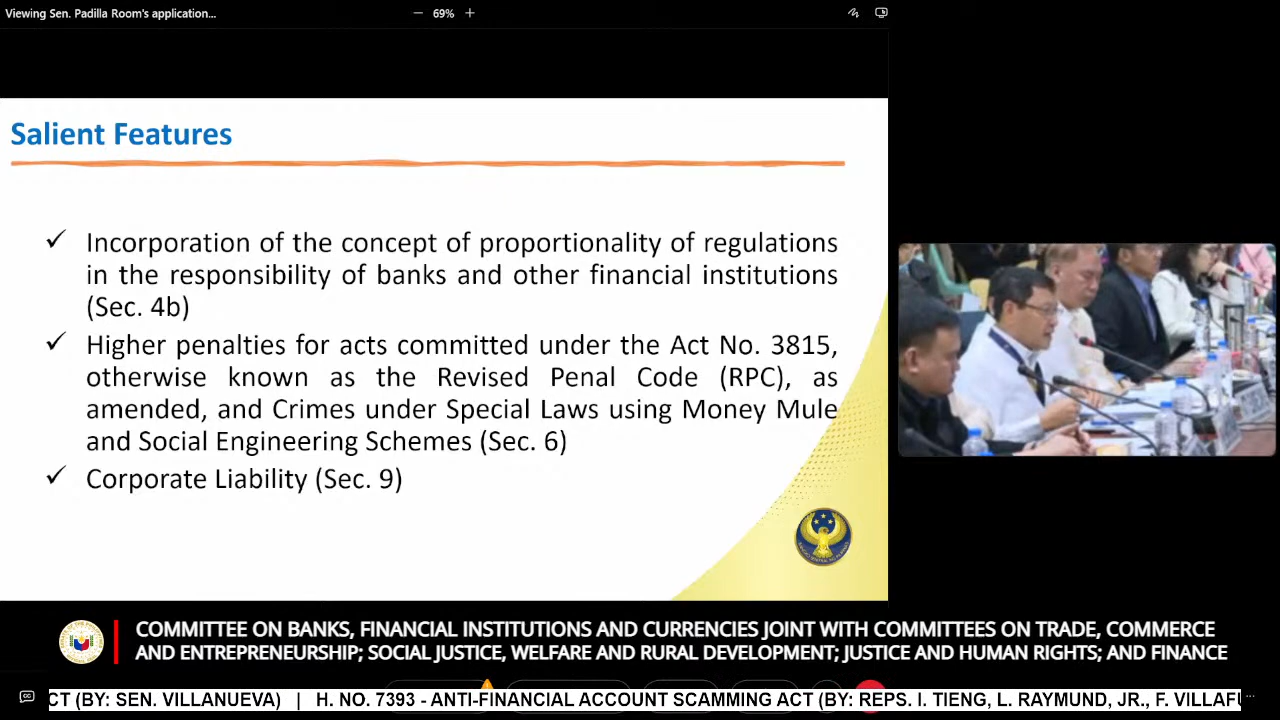 Viewing Sen. Padilla Room's application...
69%
Salient Features
Incorporation of the concept of proportionality of regulations
in the responsibility of banks and other financial institutions
(Sec. 4b)
Higher penalties for acts committed under the Act No. 3815,
otherwise known as the Revised Penal Code (RPC), as
amended, and Crimes under Special Laws using Money Mule
and Social Engineering Schemes (Sec. 6)
Corporate Liability (Sec. 9)
COMMITTEE ON BANKS, FINANCIAL INSTITUTIONS AND CURRENCIES JOINT WITH COMMITTEES ON TRADE, COMMERCE
AND ENTREPRENEURSHIP; SOCIAL JUSTICE, WELFARE AND RURAL DEVELOPMENT; JUSTICE AND HUMAN RIGHTS; AND FINANCE
CT (BY: SEN. VILLANUEVA) | H. NO. 7393 - ANTI-FINANCIAL ACCOUNT SCAMMING ACT (BY: REPS. I. TIENG, L. RAYMUND, JR., F. VILLAFU